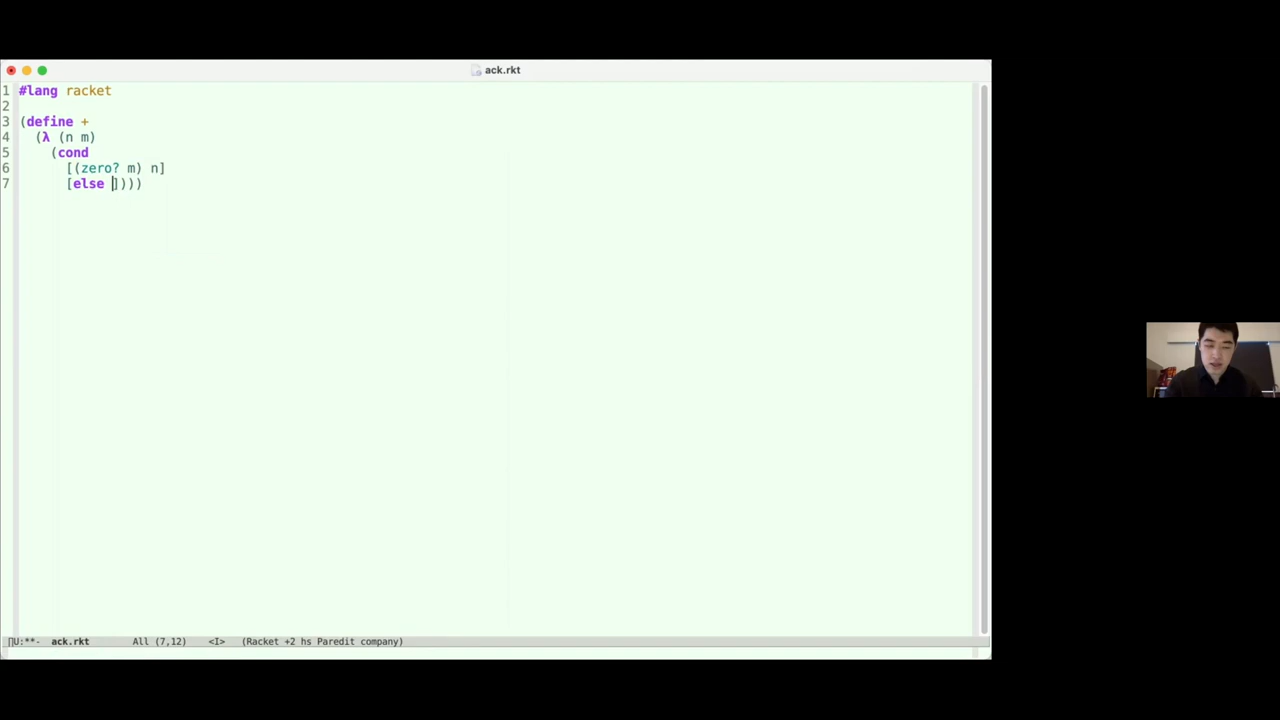 ack.rkt
1 #lang racket
2
3 (define +
4   (λ (n m)
5     (cond
6       [(zero? m) n]
7       [else ])))
U:**-  ack.rkt        All (7,12)    <I>   (Racket +2 hs Paredit company)